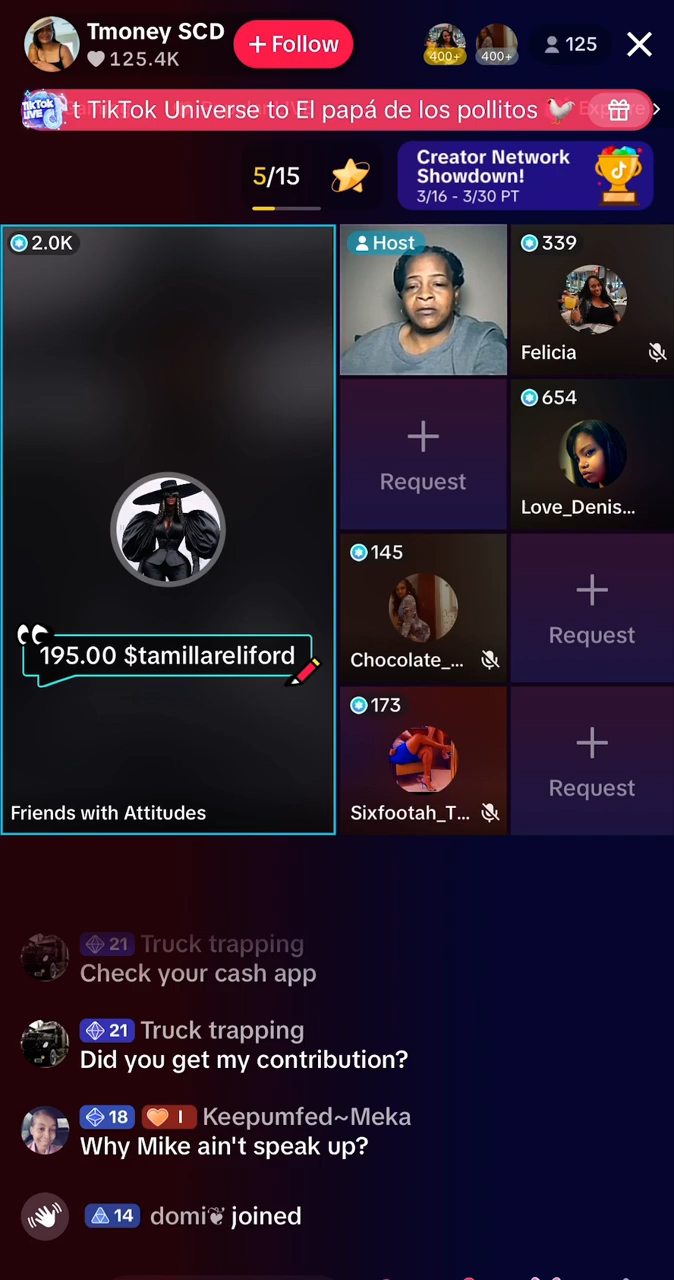 Tmoney SCD
125.4K
+ Follow
400+
400+
125
TikTok
LIVE
t TikTok Universe to El papá de los pollitos 🐓
5/15
Creator Network
Showdown!
3/16 - 3/30 PT
2.0K
Host
339
Felicia
Request
654
Love_Denis...
195.00 $tamillareliford
145
Chocolate_...
Request
173
Sixfootah_T...
Request
Friends with Attitudes
21 Truck trapping
Check your cash app
21 Truck trapping
Did you get my contribution?
18 I Keepumfed~Meka
Why Mike ain't speak up?
14 domi❦ joined